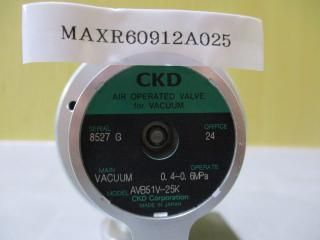 MAXR60912A025
CKD
AIR OPERATED VALVE
for VACUUM
SERIAL ORIFICE
8527 G 24
MAIN OPERATE
VACUUM 0.4-0.6MPa
MODEL AVB51V-25K
CKD Corporation
MADE IN JAPAN